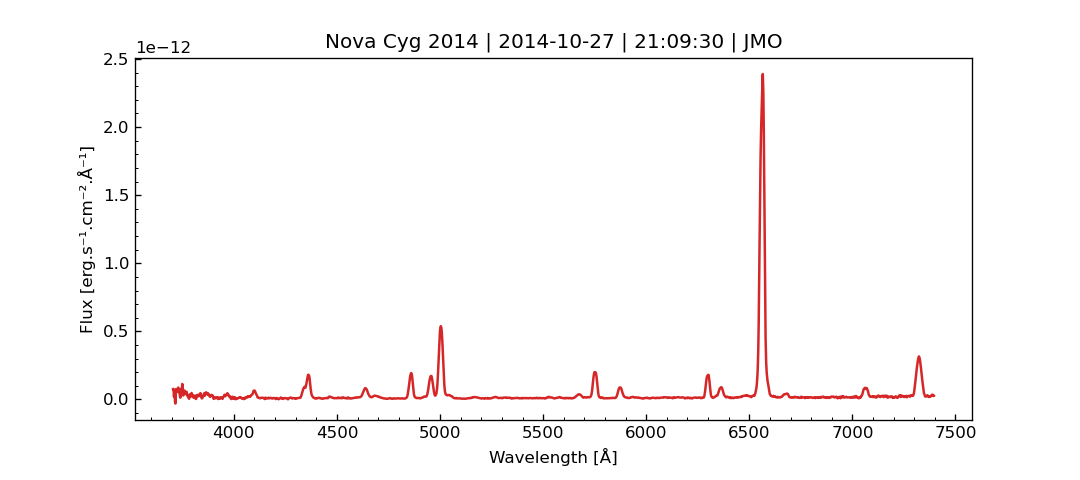 Nova Cyg 2014 | 2014-10-27 | 21:09:30 | JMO
1e−12
2.5
2.0
1.5
1.0
0.5
0.0
Flux [erg.s⁻¹.cm⁻².Å⁻¹]
4000 4500 5000 5500 6000 6500 7000 7500
Wavelength [Å]